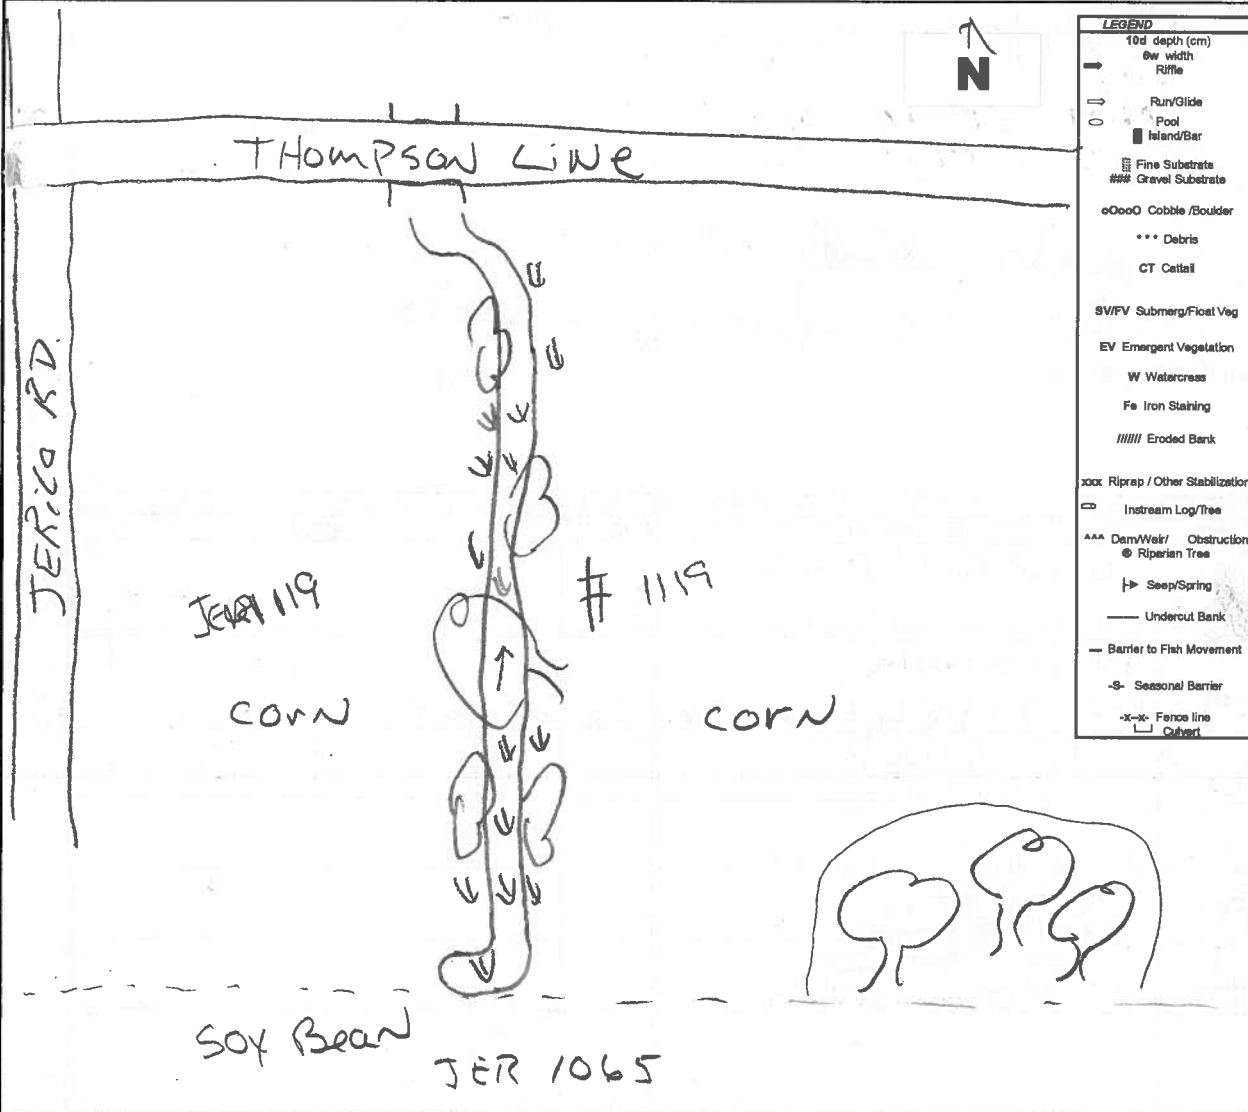 N
THOMPSON LINE
JERICO RD.
# 1119
CORN
CORN
SOY BEAN
JER 1065
LEGEND
10d depth (cm)
6w width
Riffle
Run/Glide
Pool
Island/Bar
Fine Substrate
### Gravel Substrate
oOooO Cobble /Boulder
*** Debris
CT Cattail
SV/FV Submerg/Float Veg
EV Emergent Vegetation
W Watercress
Fe Iron Staining
/////// Eroded Bank
xxx Riprap / Other Stabilization
Instream Log/Tree
^^^ Dam/Weir/ Obstruction
Riparian Tree
Seep/Spring
Undercut Bank
Barrier to Fish Movement
-S- Seasonal Barrier
-x-x- Fence line
Culvert